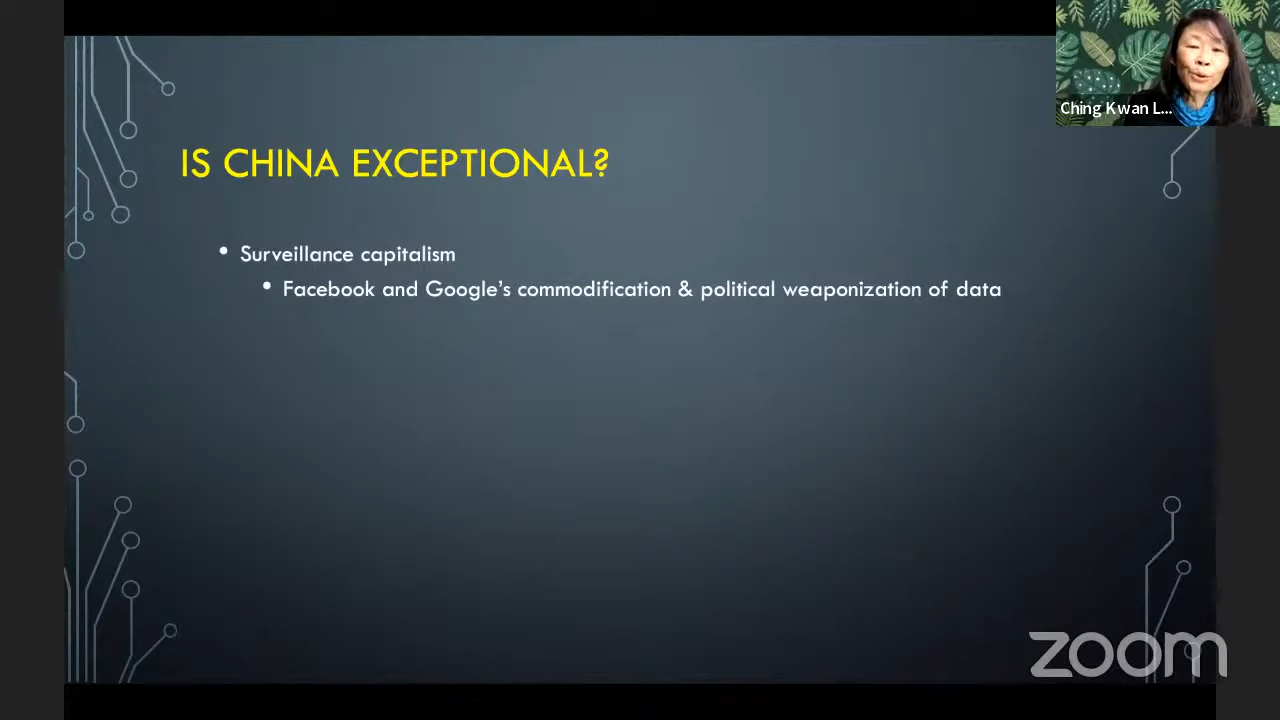 Ching Kwan L...
IS CHINA EXCEPTIONAL?
• Surveillance capitalism
• Facebook and Google's commodification & political weaponization of data
zoom